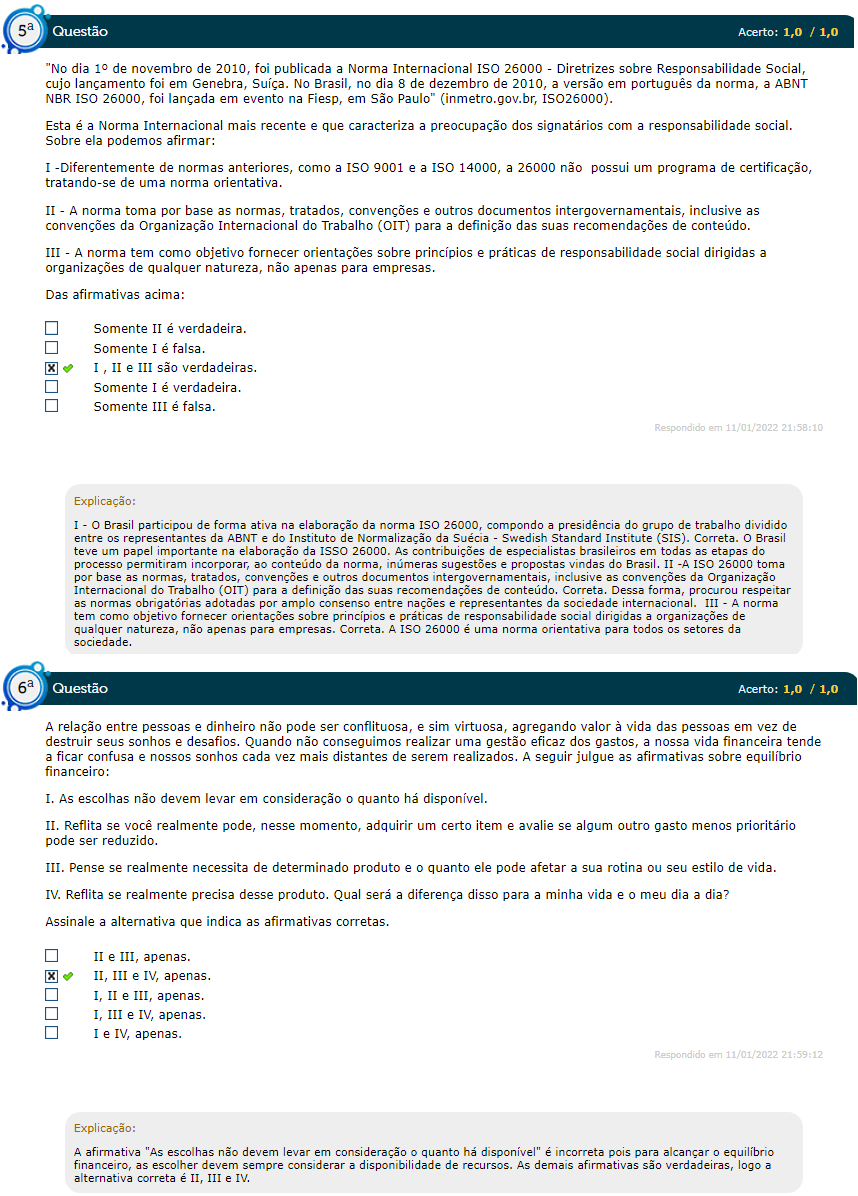 5ª Questão Acerto: 1,0 / 1,0
"No dia 1º de novembro de 2010, foi publicada a Norma Internacional ISO 26000 - Diretrizes sobre Responsabilidade Social,
cujo lançamento foi em Genebra, Suíça. No Brasil, no dia 8 de dezembro de 2010, a versão em português da norma, a ABNT
NBR ISO 26000, foi lançada em evento na Fiesp, em São Paulo" (inmetro.gov.br, ISO26000).
Esta é a Norma Internacional mais recente e que caracteriza a preocupação dos signatários com a responsabilidade social.
Sobre ela podemos afirmar:
I -Diferentemente de normas anteriores, como a ISO 9001 e a ISO 14000, a 26000 não possui um programa de certificação,
tratando-se de uma norma orientativa.
II - A norma toma por base as normas, tratados, convenções e outros documentos intergovernamentais, inclusive as
convenções da Organização Internacional do Trabalho (OIT) para a definição das suas recomendações de conteúdo.
III - A norma tem como objetivo fornecer orientações sobre princípios e práticas de responsabilidade social dirigidas a
organizações de qualquer natureza, não apenas para empresas.
Das afirmativas acima:
Somente II é verdadeira.
Somente I é falsa.
X I , II e III são verdadeiras.
Somente I é verdadeira.
Somente III é falsa.
Respondido em 11/01/2022 21:58:10
Explicação:
I - O Brasil participou de forma ativa na elaboração da norma ISO 26000, compondo a presidência do grupo de trabalho dividido
entre os representantes da ABNT e do Instituto de Normalização da Suécia - Swedish Standard Institute (SIS). Correta. O Brasil
teve um papel importante na elaboração da ISSO 26000. As contribuições de especialistas brasileiros em todas as etapas do
processo permitiram incorporar, ao conteúdo da norma, inúmeras sugestões e propostas vindas do Brasil. II -A ISO 26000 toma
por base as normas, tratados, convenções e outros documentos intergovernamentais, inclusive as convenções da Organização
Internacional do Trabalho (OIT) para a definição das suas recomendações de conteúdo. Correta. Dessa forma, procurou respeitar
as normas obrigatórias adotadas por amplo consenso entre nações e representantes da sociedade internacional. III - A norma
tem como objetivo fornecer orientações sobre princípios e práticas de responsabilidade social dirigidas a organizações de
qualquer natureza, não apenas para empresas. Correta. A ISO 26000 é uma norma orientativa para todos os setores da
sociedade.
6ª Questão Acerto: 1,0 / 1,0
A relação entre pessoas e dinheiro não pode ser conflituosa, e sim virtuosa, agregando valor à vida das pessoas em vez de
destruir seus sonhos e desafios. Quando não conseguimos realizar uma gestão eficaz dos gastos, a nossa vida financeira tende
a ficar confusa e nossos sonhos cada vez mais distantes de serem realizados. A seguir julgue as afirmativas sobre equilíbrio
financeiro:
I. As escolhas não devem levar em consideração o quanto há disponível.
II. Reflita se você realmente pode, nesse momento, adquirir um certo item e avalie se algum outro gasto menos prioritário
pode ser reduzido.
III. Pense se realmente necessita de determinado produto e o quanto ele pode afetar a sua rotina ou seu estilo de vida.
IV. Reflita se realmente precisa desse produto. Qual será a diferença disso para a minha vida e o meu dia a dia?
Assinale a alternativa que indica as afirmativas corretas.
II e III, apenas.
X II, III e IV, apenas.
I, II e III, apenas.
I, III e IV, apenas.
I e IV, apenas.
Respondido em 11/01/2022 21:59:12
Explicação:
A afirmativa "As escolhas não devem levar em consideração o quanto há disponível" é incorreta pois para alcançar o equilíbrio
financeiro, as escolher devem sempre considerar a disponibilidade de recursos. As demais afirmativas são verdadeiras, logo a
alternativa correta é II, III e IV.